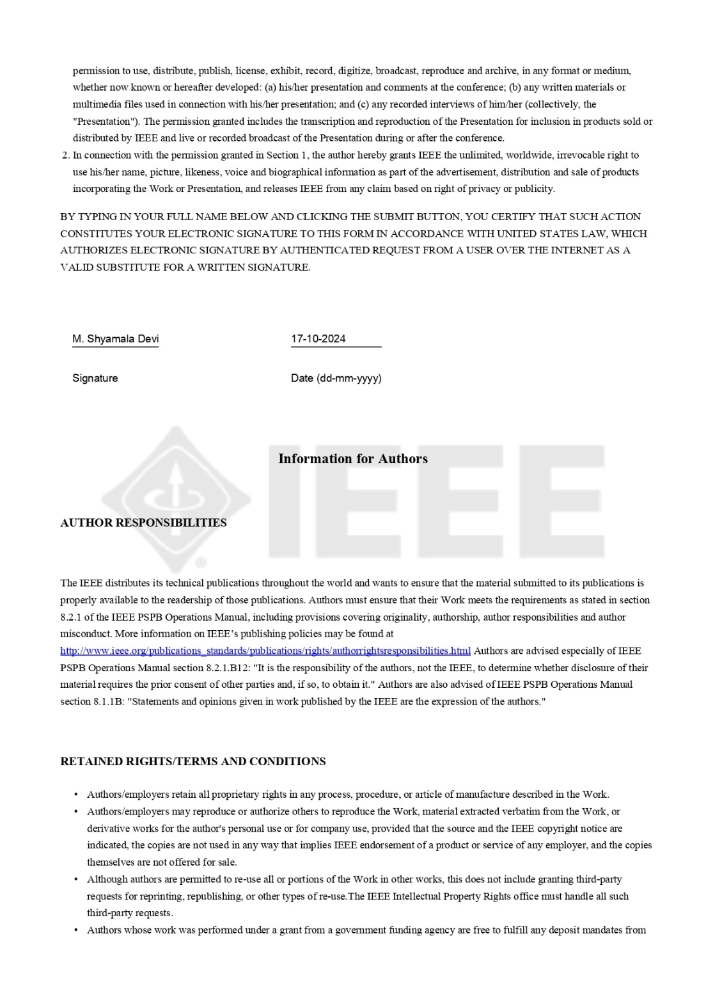 permission to use, distribute, publish, license, exhibit, record, digitize, broadcast, reproduce and archive, in any format or medium,
whether now known or hereafter developed: (a) his/her presentation and comments at the conference; (b) any written materials or
multimedia files used in connection with his/her presentation; and (c) any recorded interviews of him/her (collectively, the
"Presentation"). The permission granted includes the transcription and reproduction of the Presentation for inclusion in products sold or
distributed by IEEE and live or recorded broadcast of the Presentation during or after the conference.
2. In connection with the permission granted in Section 1, the author hereby grants IEEE the unlimited, worldwide, irrevocable right to
use his/her name, picture, likeness, voice and biographical information as part of the advertisement, distribution and sale of products
incorporating the Work or Presentation, and releases IEEE from any claim based on right of privacy or publicity.
BY TYPING IN YOUR FULL NAME BELOW AND CLICKING THE SUBMIT BUTTON, YOU CERTIFY THAT SUCH ACTION
CONSTITUTES YOUR ELECTRONIC SIGNATURE TO THIS FORM IN ACCORDANCE WITH UNITED STATES LAW, WHICH
AUTHORIZES ELECTRONIC SIGNATURE BY AUTHENTICATED REQUEST FROM A USER OVER THE INTERNET AS A
VALID SUBSTITUTE FOR A WRITTEN SIGNATURE.
M. Shyamala Devi 17-10-2024
Signature Date (dd-mm-yyyy)
IEEE
®
Information for Authors
AUTHOR RESPONSIBILITIES
The IEEE distributes its technical publications throughout the world and wants to ensure that the material submitted to its publications is
properly available to the readership of those publications. Authors must ensure that their Work meets the requirements as stated in section
8.2.1 of the IEEE PSPB Operations Manual, including provisions covering originality, authorship, author responsibilities and author
misconduct. More information on IEEE's publishing policies may be found at
http://www.ieee.org/publications_standards/publications/rights/authorrightsresponsibilities.html Authors are advised especially of IEEE
PSPB Operations Manual section 8.2.1.B12: "It is the responsibility of the authors, not the IEEE, to determine whether disclosure of their
material requires the prior consent of other parties and, if so, to obtain it." Authors are also advised of IEEE PSPB Operations Manual
section 8.1.1B: "Statements and opinions given in work published by the IEEE are the expression of the authors."
RETAINED RIGHTS/TERMS AND CONDITIONS
• Authors/employers retain all proprietary rights in any process, procedure, or article of manufacture described in the Work.
• Authors/employers may reproduce or authorize others to reproduce the Work, material extracted verbatim from the Work, or
derivative works for the author's personal use or for company use, provided that the source and the IEEE copyright notice are
indicated, the copies are not used in any way that implies IEEE endorsement of a product or service of any employer, and the copies
themselves are not offered for sale.
• Although authors are permitted to re-use all or portions of the Work in other works, this does not include granting third-party
requests for reprinting, republishing, or other types of re-use.The IEEE Intellectual Property Rights office must handle all such
third-party requests.
• Authors whose work was performed under a grant from a government funding agency are free to fulfill any deposit mandates from